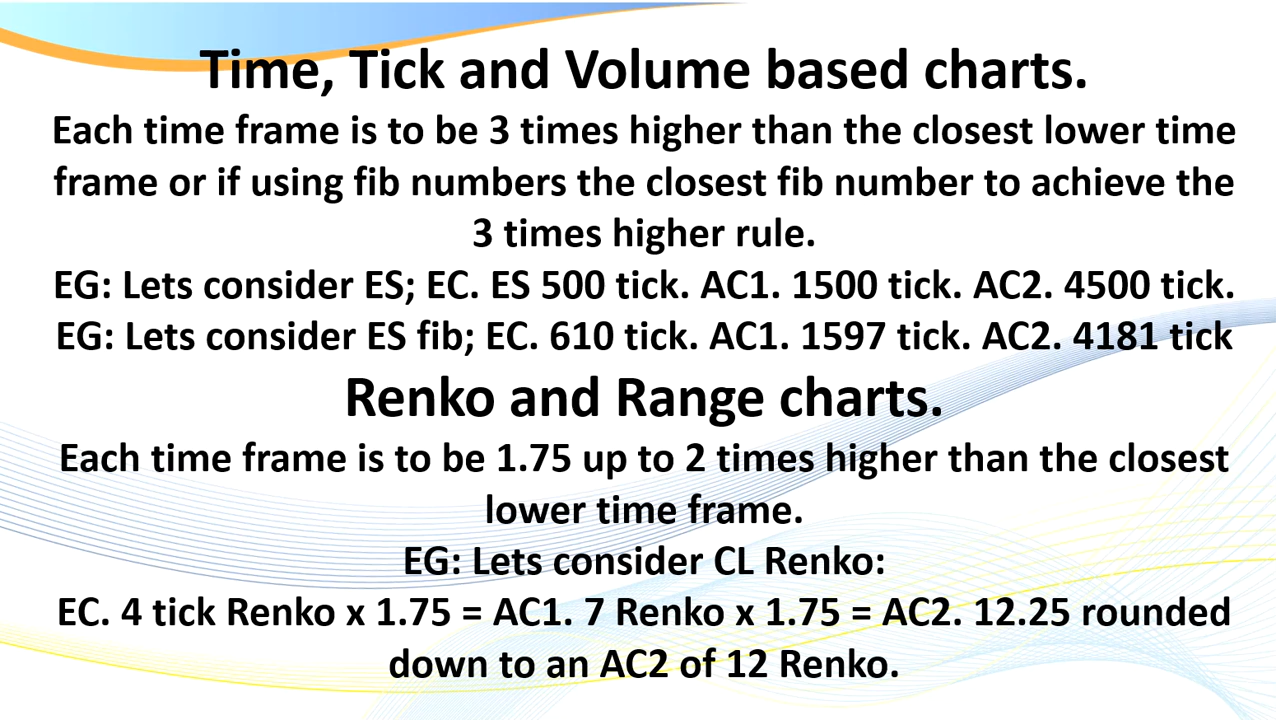 Time, Tick and Volume based charts.
Each time frame is to be 3 times higher than the closest lower time
frame or if using fib numbers the closest fib number to achieve the
3 times higher rule.
EG: Lets consider ES; EC. ES 500 tick. AC1. 1500 tick. AC2. 4500 tick.
EG: Lets consider ES fib; EC. 610 tick. AC1. 1597 tick. AC2. 4181 tick
Renko and Range charts.
Each time frame is to be 1.75 up to 2 times higher than the closest
lower time frame.
EG: Lets consider CL Renko:
EC. 4 tick Renko x 1.75 = AC1. 7 Renko x 1.75 = AC2. 12.25 rounded
down to an AC2 of 12 Renko.